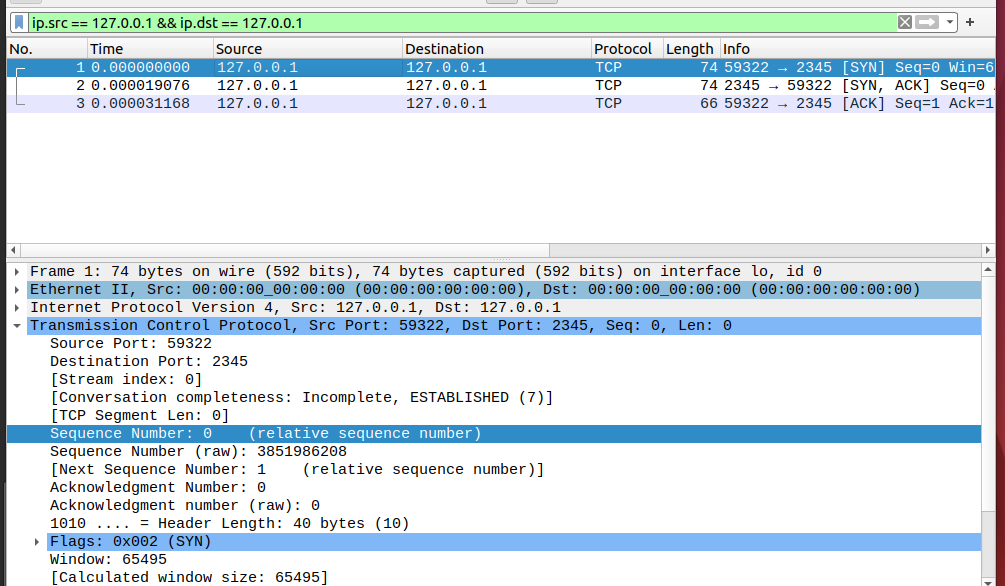 ip.src == 127.0.0.1 && ip.dst == 127.0.0.1
No. Time Source Destination Protocol Length Info
1 0.000000000 127.0.0.1 127.0.0.1 TCP 74 59322 → 2345 [SYN] Seq=0 Win=6
2 0.000019076 127.0.0.1 127.0.0.1 TCP 74 2345 → 59322 [SYN, ACK] Seq=0
3 0.000031168 127.0.0.1 127.0.0.1 TCP 66 59322 → 2345 [ACK] Seq=1 Ack=1
Frame 1: 74 bytes on wire (592 bits), 74 bytes captured (592 bits) on interface lo, id 0
Ethernet II, Src: 00:00:00_00:00:00 (00:00:00:00:00:00), Dst: 00:00:00_00:00:00 (00:00:00:00:00:00)
Internet Protocol Version 4, Src: 127.0.0.1, Dst: 127.0.0.1
Transmission Control Protocol, Src Port: 59322, Dst Port: 2345, Seq: 0, Len: 0
Source Port: 59322
Destination Port: 2345
[Stream index: 0]
[Conversation completeness: Incomplete, ESTABLISHED (7)]
[TCP Segment Len: 0]
Sequence Number: 0    (relative sequence number)
Sequence Number (raw): 3851986208
[Next Sequence Number: 1    (relative sequence number)]
Acknowledgment Number: 0
Acknowledgment number (raw): 0
1010 .... = Header Length: 40 bytes (10)
Flags: 0x002 (SYN)
Window: 65495
[Calculated window size: 65495]